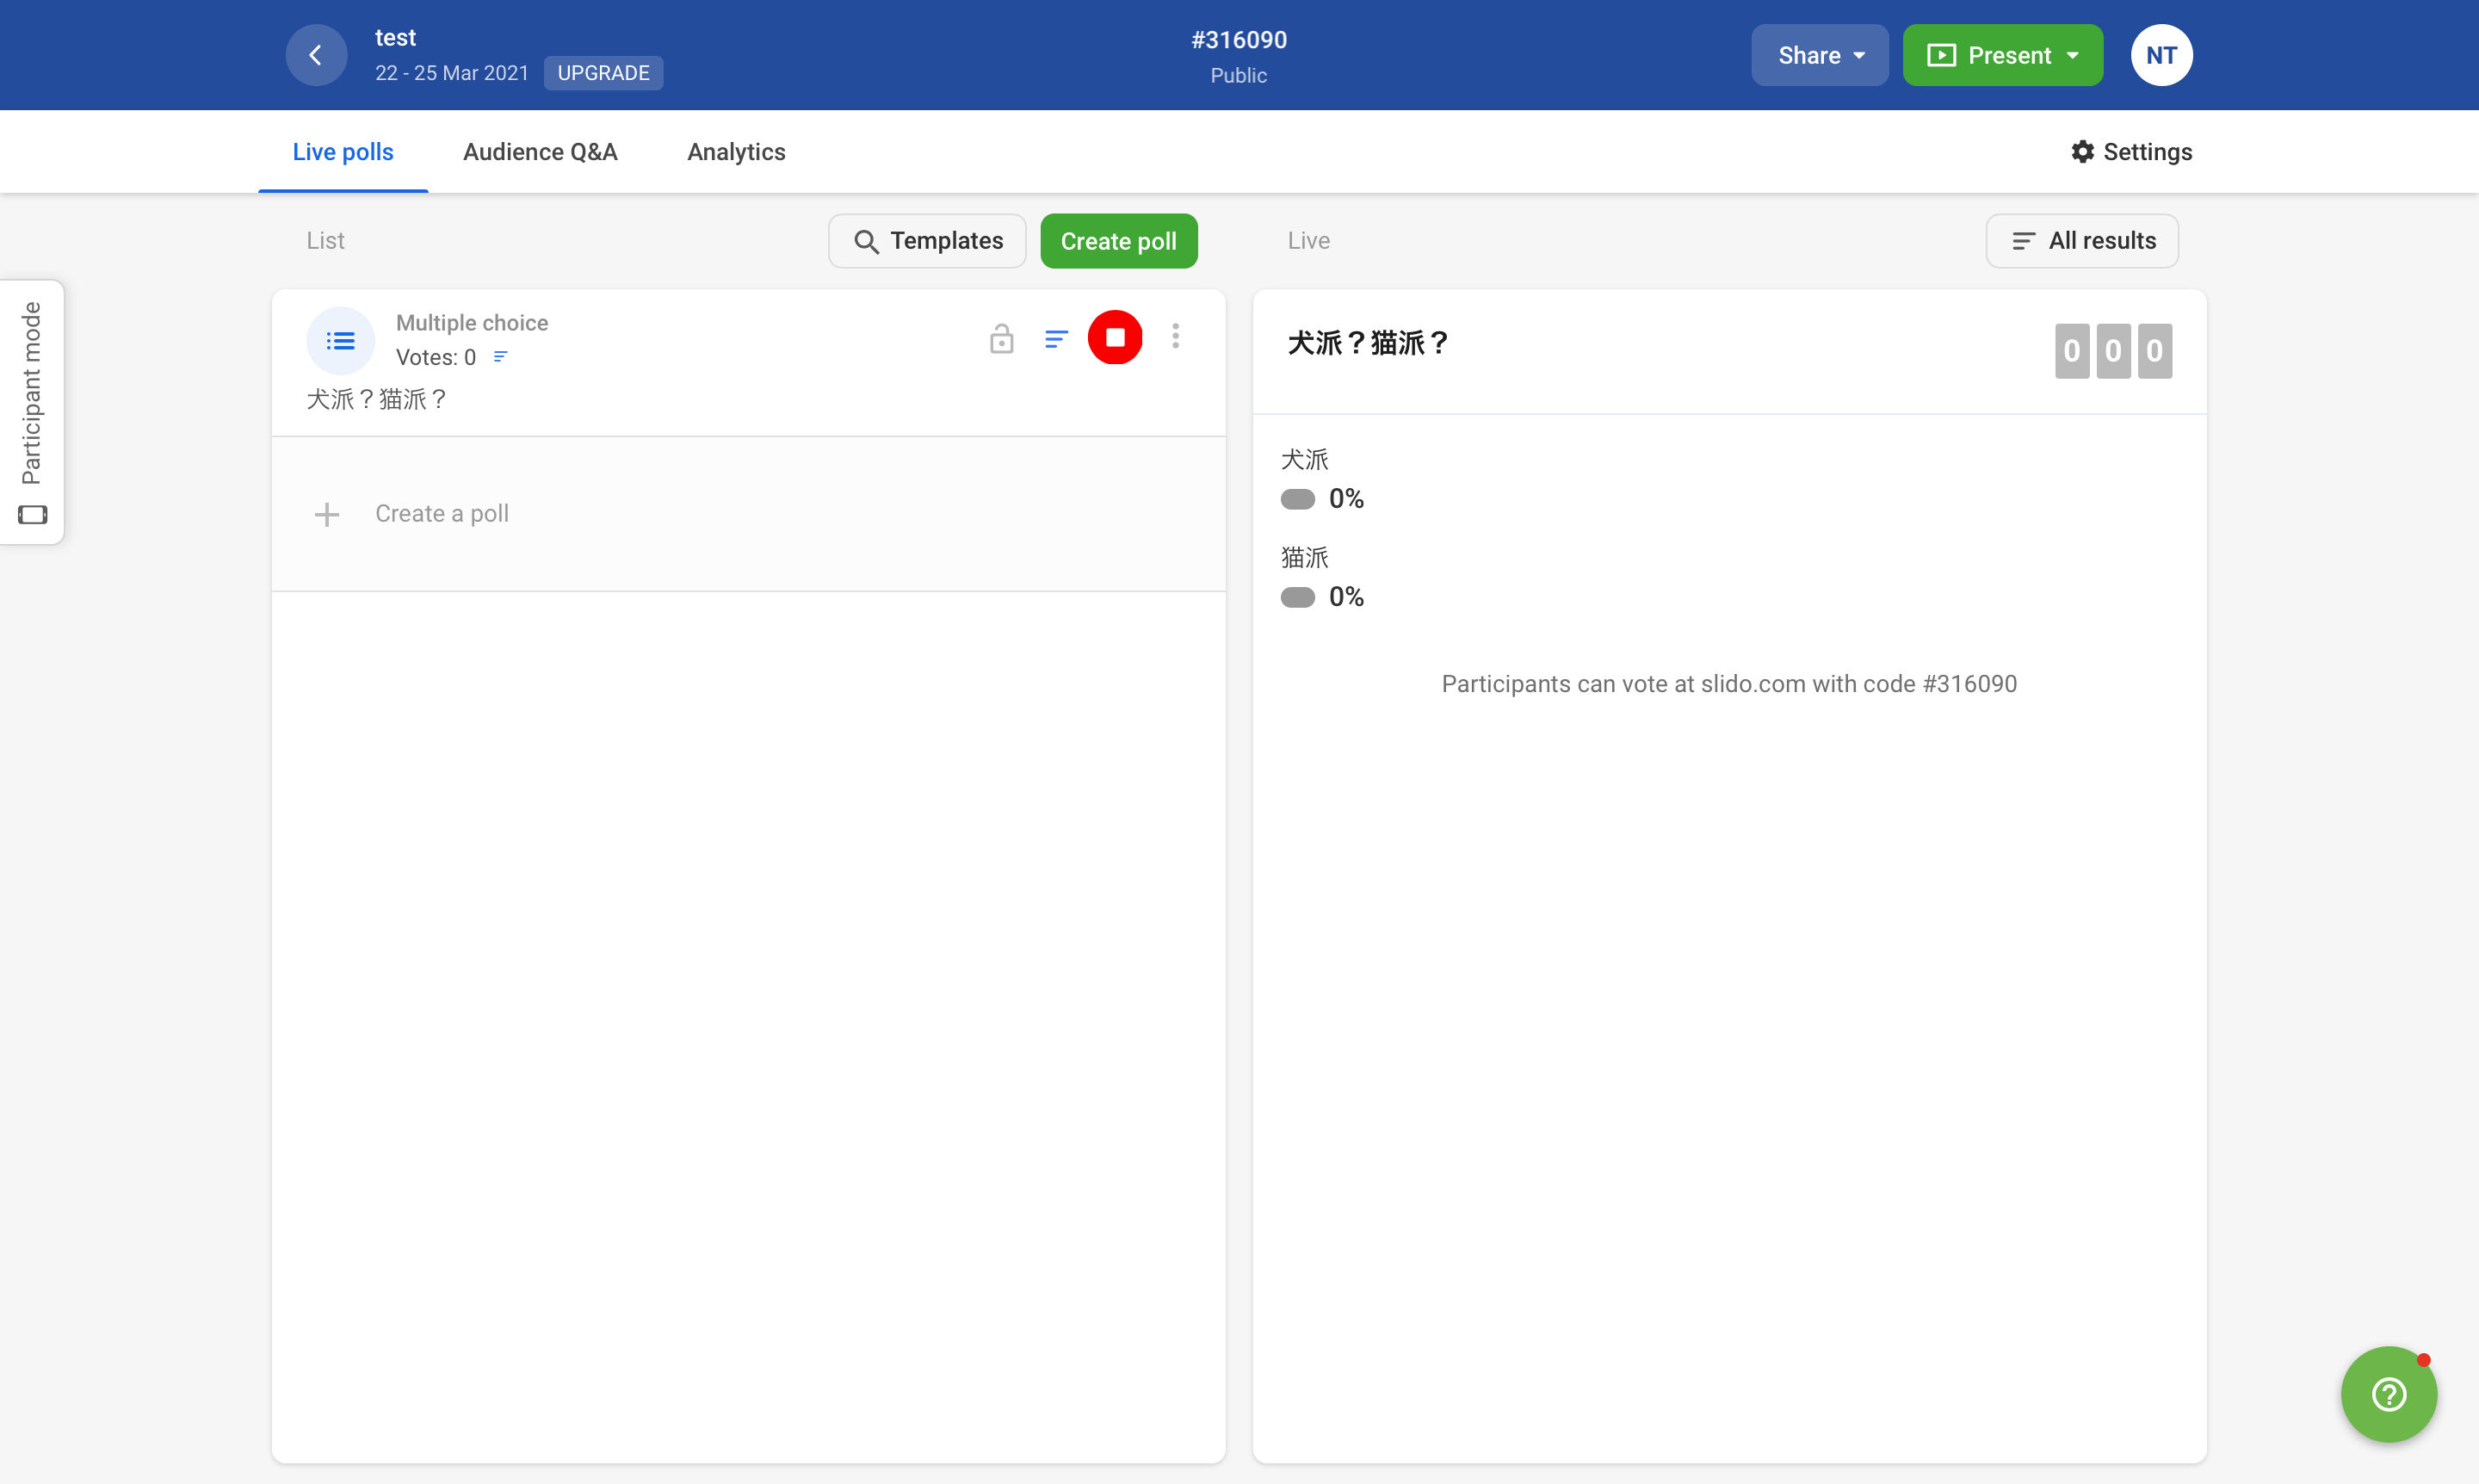 test
22 - 25 Mar 2021 UPGRADE
#316090
Public
Share
Present
NT
Live polls
Audience Q&A
Analytics
Settings
Participant mode
List
Templates
Create poll
Multiple choice
Votes: 0
犬派？猫派？
Create a poll
Live
All results
犬派？猫派？
0 0 0
犬派
0%
猫派
0%
Participants can vote at slido.com with code #316090